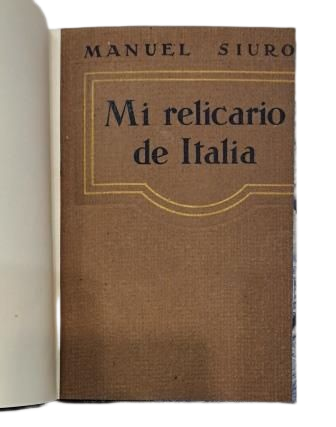 MANUEL SIURO
Mi relicario
de Italia